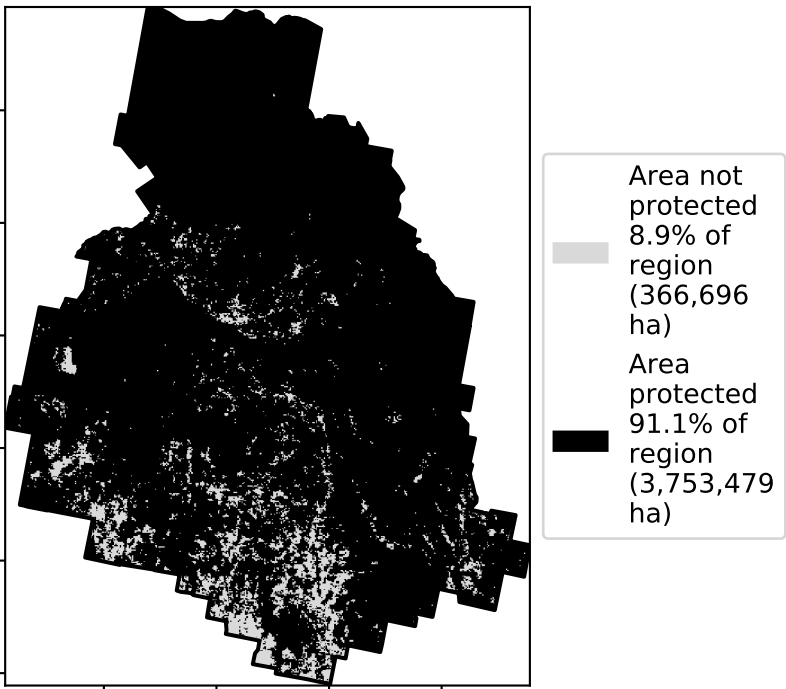 Area not
protected
8.9% of
region
(366,696
ha)
Area
protected
91.1% of
region
(3,753,479
ha)